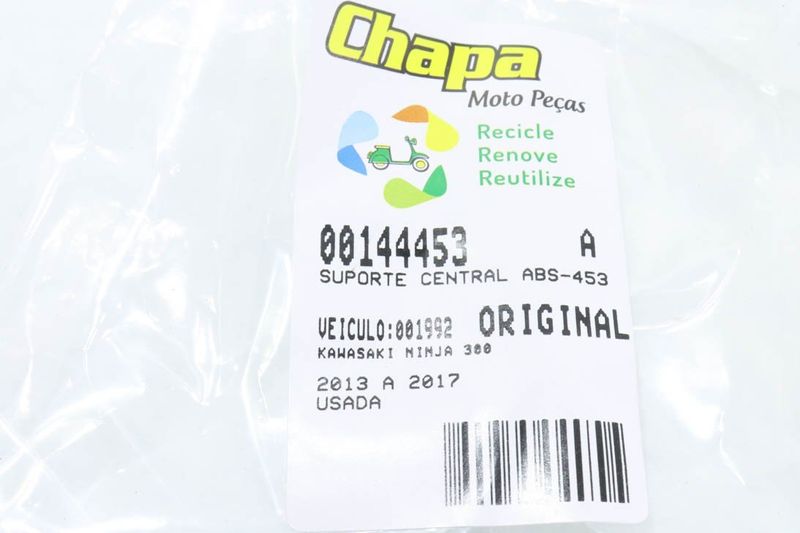 Chapa
Moto Peças
Recicle
Renove
Reutilize
00144453 A
SUPORTE CENTRAL ABS-453
VEICULO:001992 ORIGINAL
KAWASAKI NINJA 300
2013 A 2017
USADA